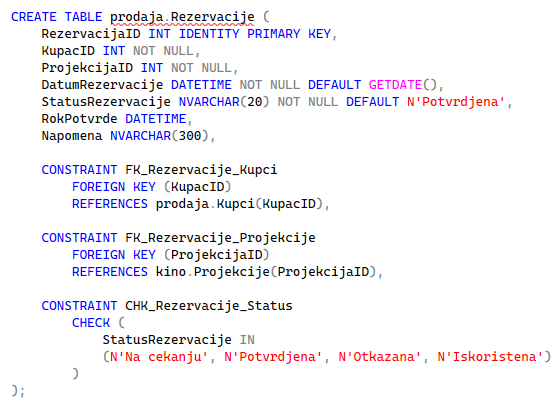 CREATE TABLE prodaja.Rezervacije (
    RezervacijaID INT IDENTITY PRIMARY KEY,
    KupacID INT NOT NULL,
    ProjekcijaID INT NOT NULL,
    DatumRezervacije DATETIME NOT NULL DEFAULT GETDATE(),
    StatusRezervacije NVARCHAR(20) NOT NULL DEFAULT N'Potvrdjena',
    RokPotvrde DATETIME,
    Napomena NVARCHAR(300),

    CONSTRAINT FK_Rezervacije_Kupci
        FOREIGN KEY (KupacID)
        REFERENCES prodaja.Kupci(KupacID),

    CONSTRAINT FK_Rezervacije_Projekcije
        FOREIGN KEY (ProjekcijaID)
        REFERENCES kino.Projekcije(ProjekcijaID),

    CONSTRAINT CHK_Rezervacije_Status
        CHECK (
            StatusRezervacije IN
            (N'Na cekanju', N'Potvrdjena', N'Otkazana', N'Iskoristena')
        )
);